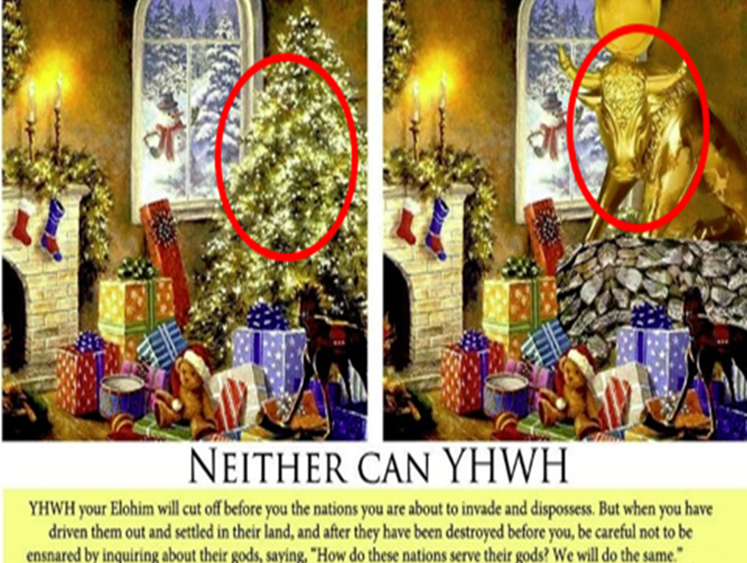 NEITHER CAN YHWH
YHWH your Elohim will cut off before you the nations you are about to invade and dispossess. But when you have
driven them out and settled in their land, and after they have been destroyed before you, be careful not to be
ensnared by inquiring about their gods, saying, “How do these nations serve their gods? We will do the same.”